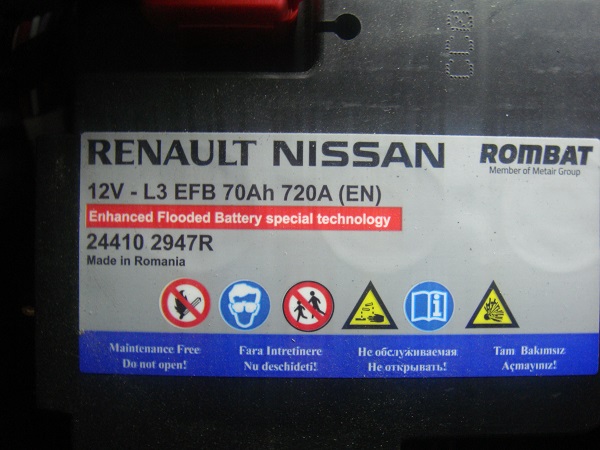 RENAULT NISSAN
ROMBAT
Member of Metair Group
12V - L3 EFB 70Ah 720A (EN)
Enhanced Flooded Battery special technology
24410 2947R
Made in Romania
Maintenance Free
Do not open!
Fara Intreținere
Nu deschideti!
Не обслуживаемая
Не открывать!
Tam Bakımsız
Açmayınız!